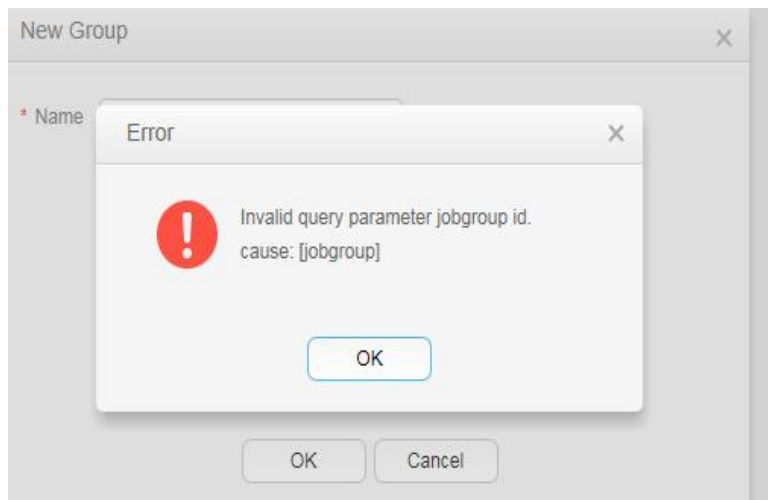 New Group
* Name
Error
Invalid query parameter jobgroup id.
cause: [jobgroup]
OK
OK Cancel